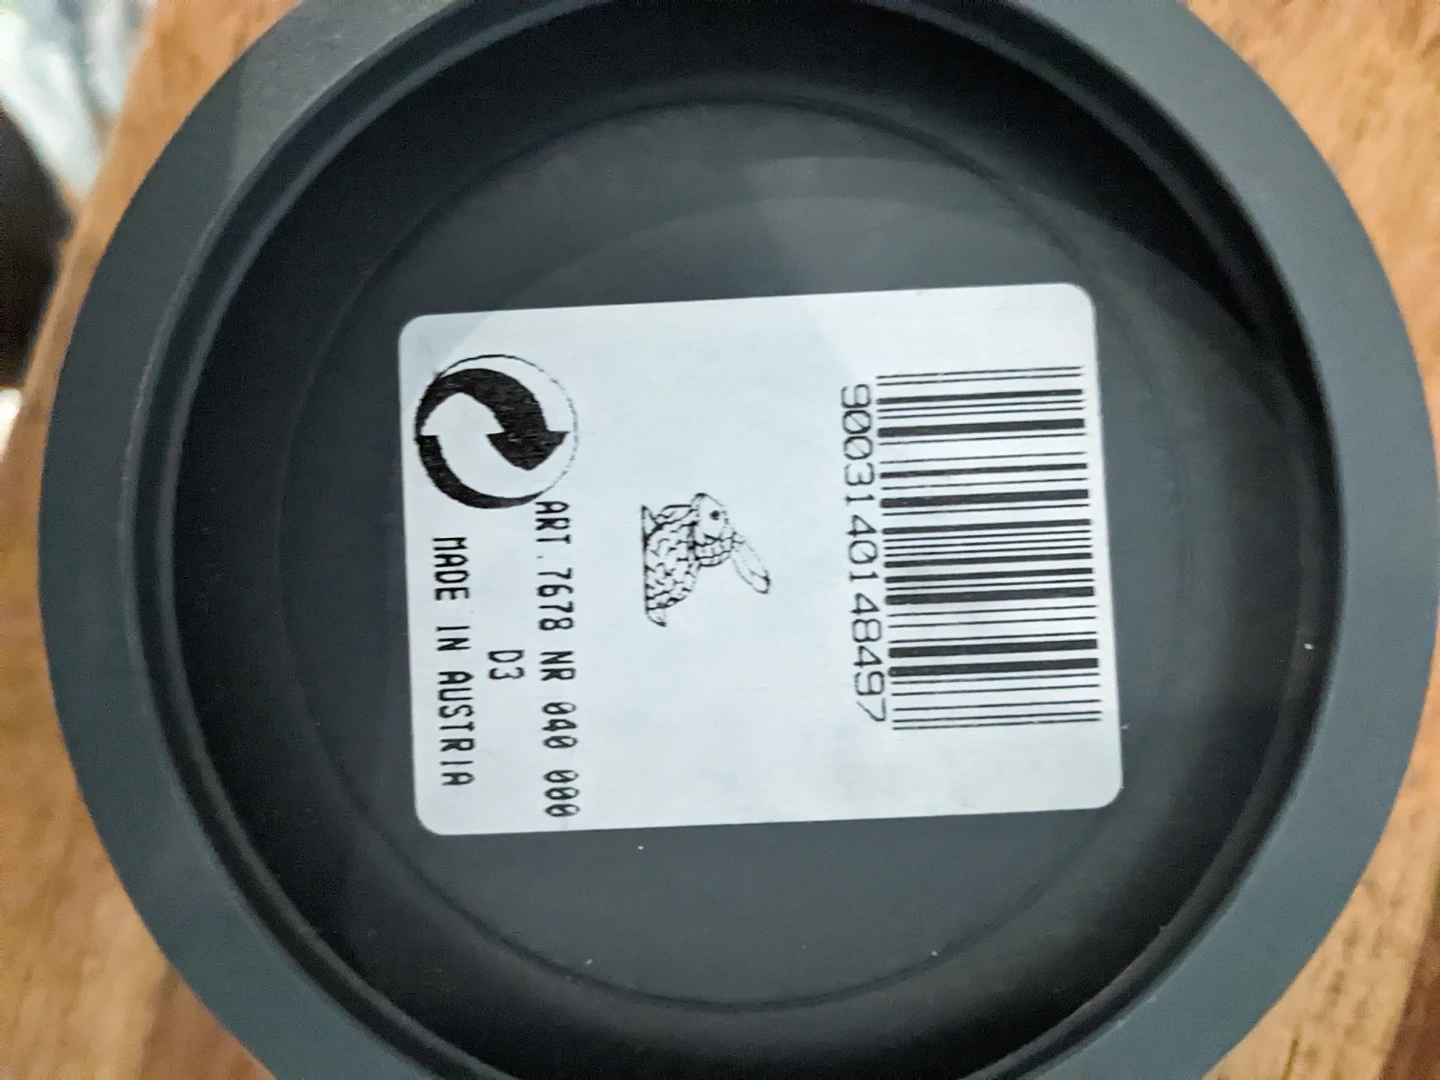 9003140148497
ART.7678 NR 040 000
D3
MADE IN AUSTRIA